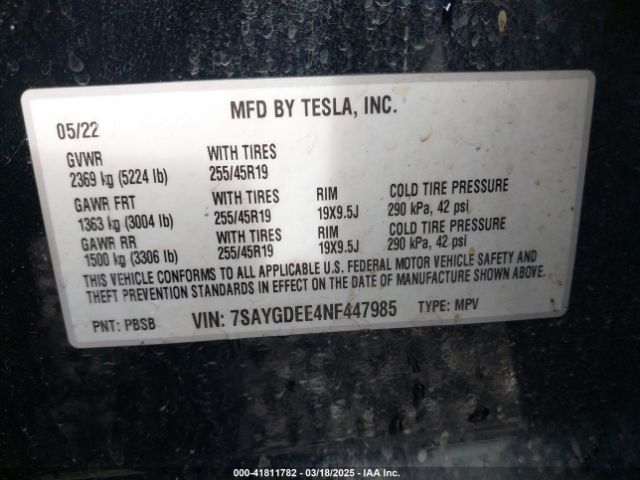 MFD BY TESLA, INC.
05/22
GVWR WITH TIRES
2369 kg (5224 lb) 255/45R19
GAWR FRT WITH TIRES RIM COLD TIRE PRESSURE
1363 kg (3004 lb) 255/45R19 19X9.5J 290 kPa, 42 psi
GAWR RR WITH TIRES RIM COLD TIRE PRESSURE
1500 kg (3306 lb) 255/45R19 19X9.5J 290 kPa, 42 psi
THIS VEHICLE CONFORMS TO ALL APPLICABLE U.S. FEDERAL MOTOR VEHICLE SAFETY AND
THEFT PREVENTION STANDARDS IN EFFECT ON THE DATE OF MANUFACTURE SHOWN ABOVE.
PNT: PBSB VIN: 7SAYGDEE4NF447985 TYPE: MPV
000-41811782 — 03/18/2025 — IAA Inc.